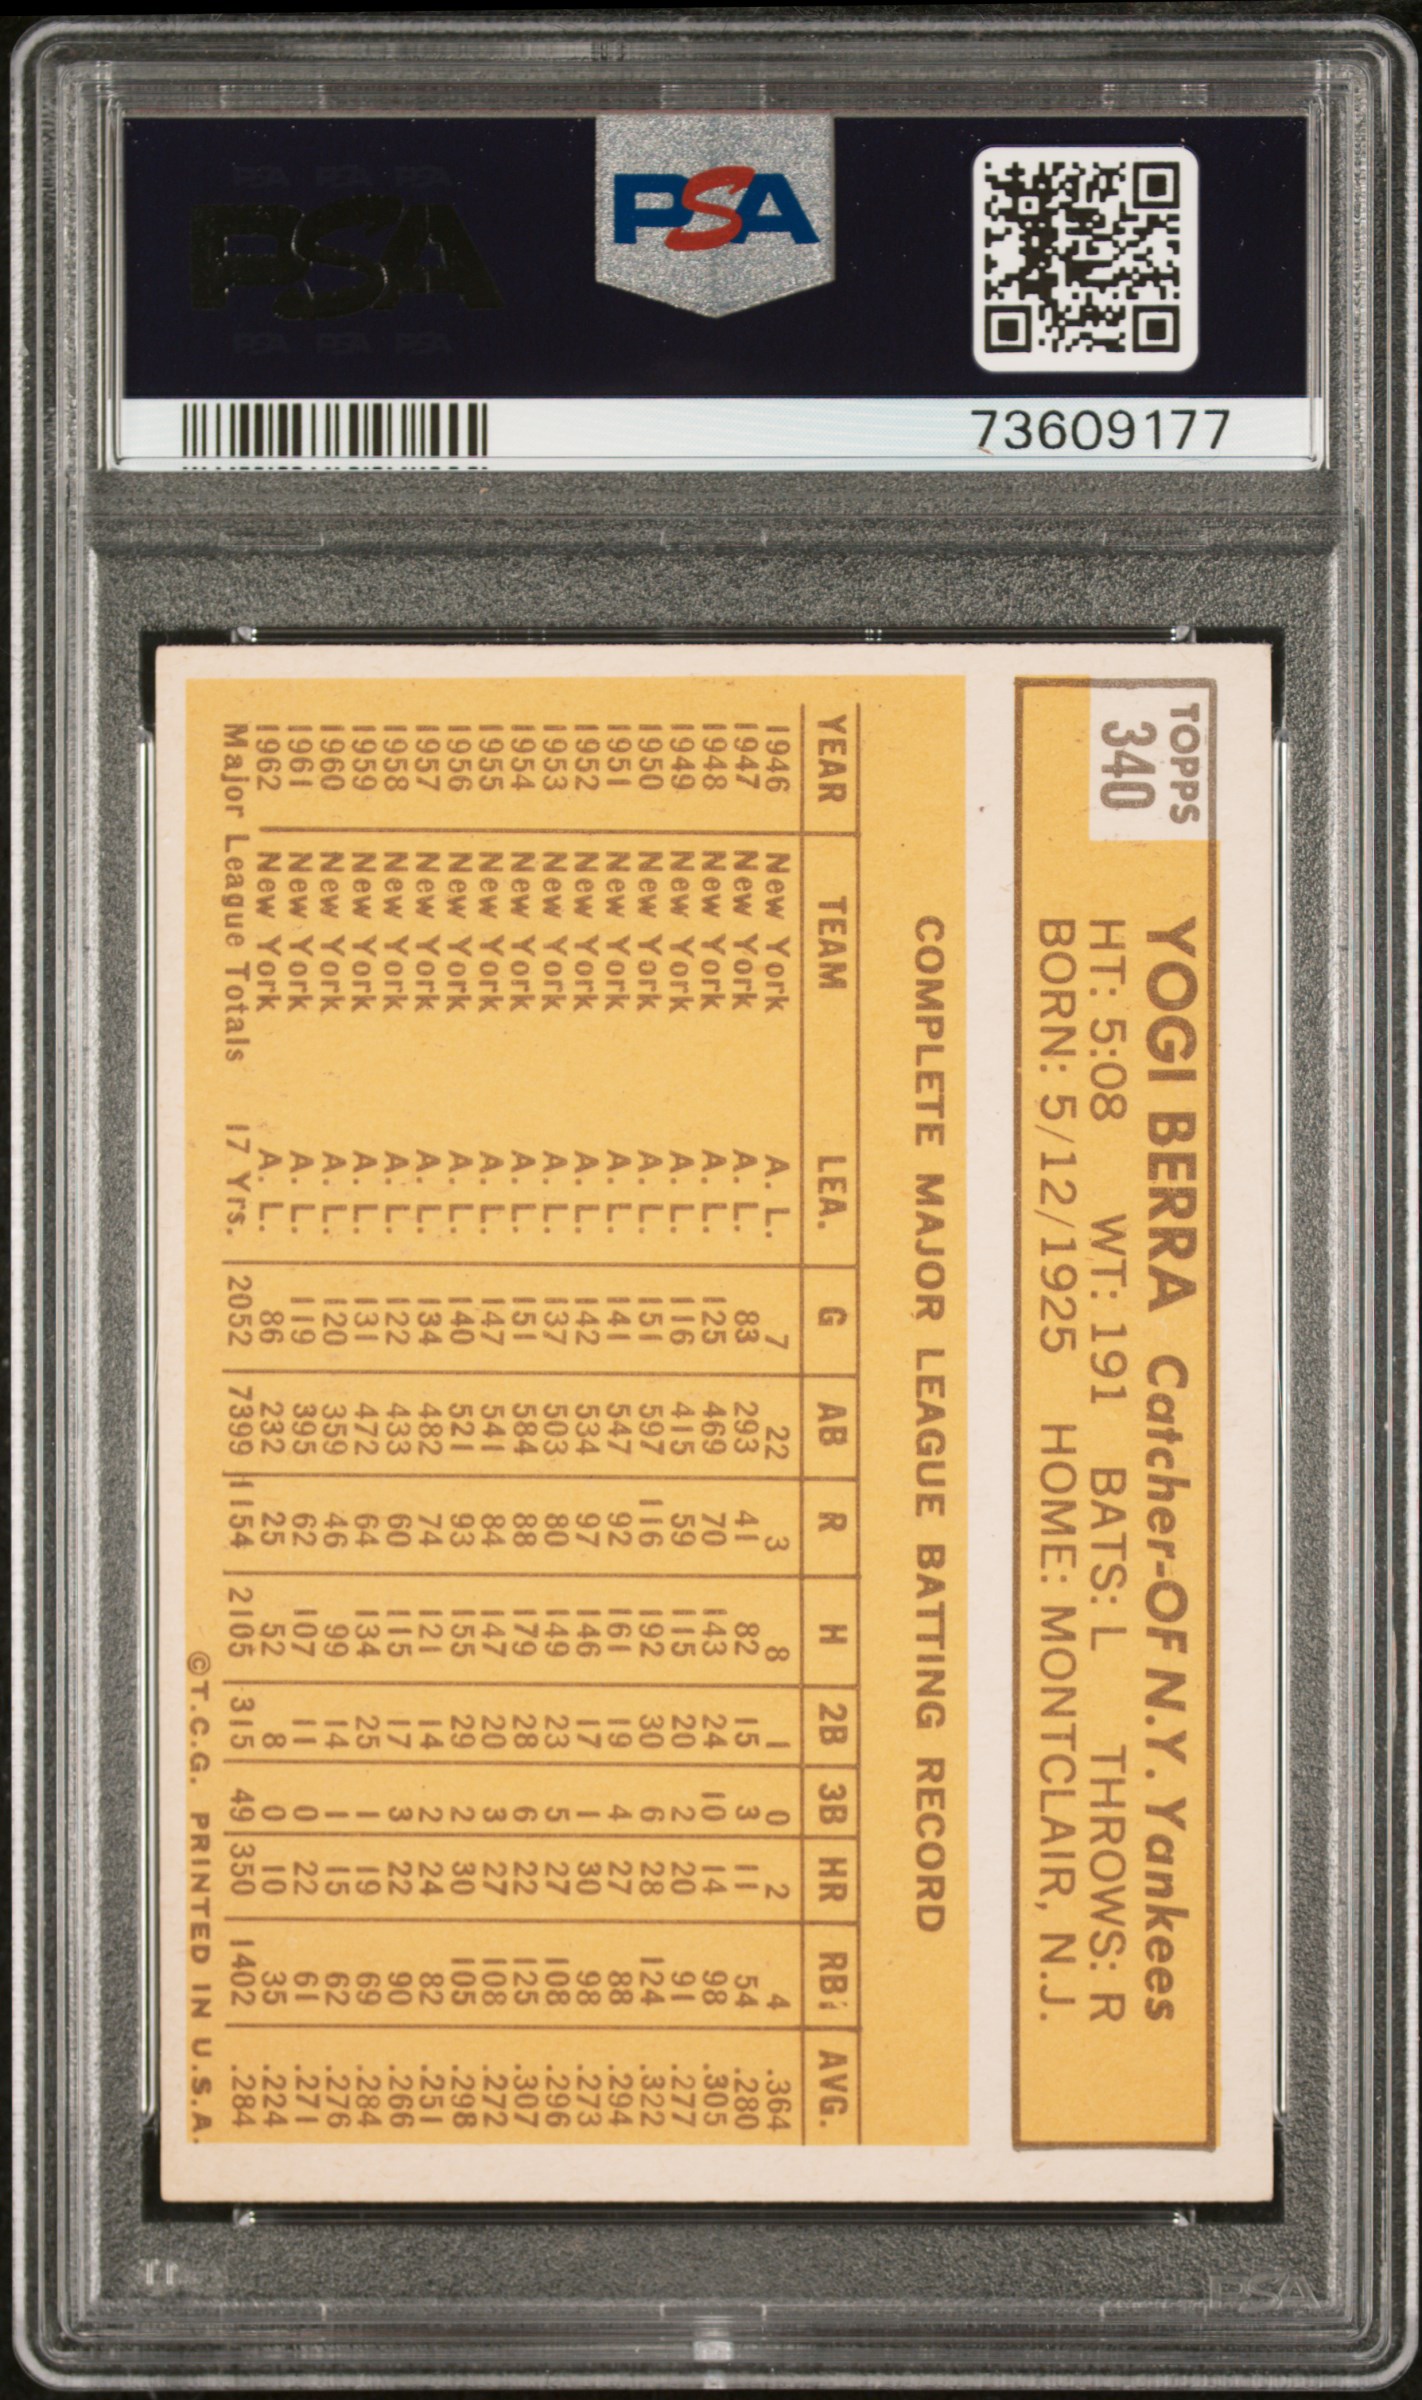 PSA
PSA PSA PSA
PSA
PSA PSA PSA
73609177
TOPPS
340
YOGI BERRA Catcher-OF N.Y. Yankees
HT: 5:08 WT: 191 BATS: L THROWS: R
BORN: 5/12/1925 HOME: MONTCLAIR, N.J.
COMPLETE MAJOR LEAGUE BATTING RECORD
YEAR TEAM LEA. G AB R H 2B 3B HR RBI AVG.
1946 New York A. L. 7 22 3 8 1 0 2 4 .364
1947 New York A. L. 83 293 41 82 15 3 11 54 .280
1948 New York A. L. 125 469 70 143 24 10 14 98 .305
1949 New York A. L. 116 415 59 115 20 2 20 91 .277
1950 New York A. L. 151 597 116 192 30 6 28 124 .322
1951 New York A. L. 141 547 92 161 19 4 27 88 .294
1952 New York A. L. 142 534 97 146 17 1 30 98 .273
1953 New York A. L. 137 503 80 149 23 5 27 108 .296
1954 New York A. L. 151 584 88 179 28 6 22 125 .307
1955 New York A. L. 147 541 84 147 20 3 27 108 .272
1956 New York A. L. 140 521 93 155 29 2 30 105 .298
1957 New York A. L. 134 482 74 121 14 2 24 82 .251
1958 New York A. L. 122 433 60 115 17 3 22 90 .266
1959 New York A. L. 131 472 64 134 25 1 19 69 .284
1960 New York A. L. 120 359 46 99 14 1 15 62 .276
1961 New York A. L. 119 395 62 107 11 0 22 61 .271
1962 New York A. L. 86 232 25 52 8 0 10 35 .224
Major League Totals 17 Yrs. 2052 7399 1154 2105 315 49 350 1402 .284
©T.C.G. PRINTED IN U.S.A.
PSA